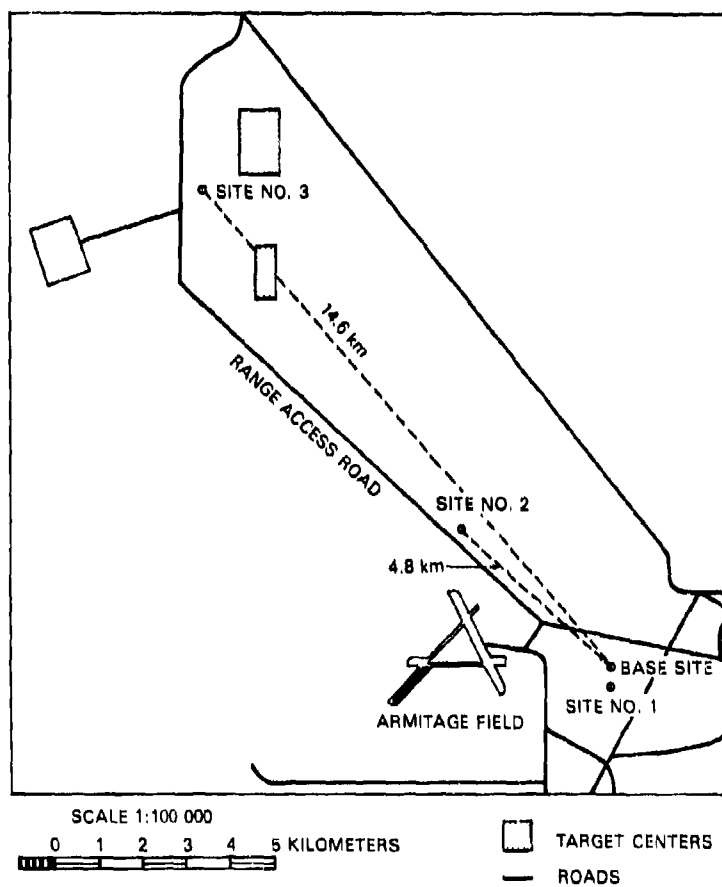 SITE NO. 3
14.6 km
RANGE ACCESS ROAD
SITE NO. 2
4.8 km
BASE SITE
SITE NO. 1
ARMITAGE FIELD
SCALE 1:100 000
0 1 2 3 4 5 KILOMETERS
TARGET CENTERS
ROADS